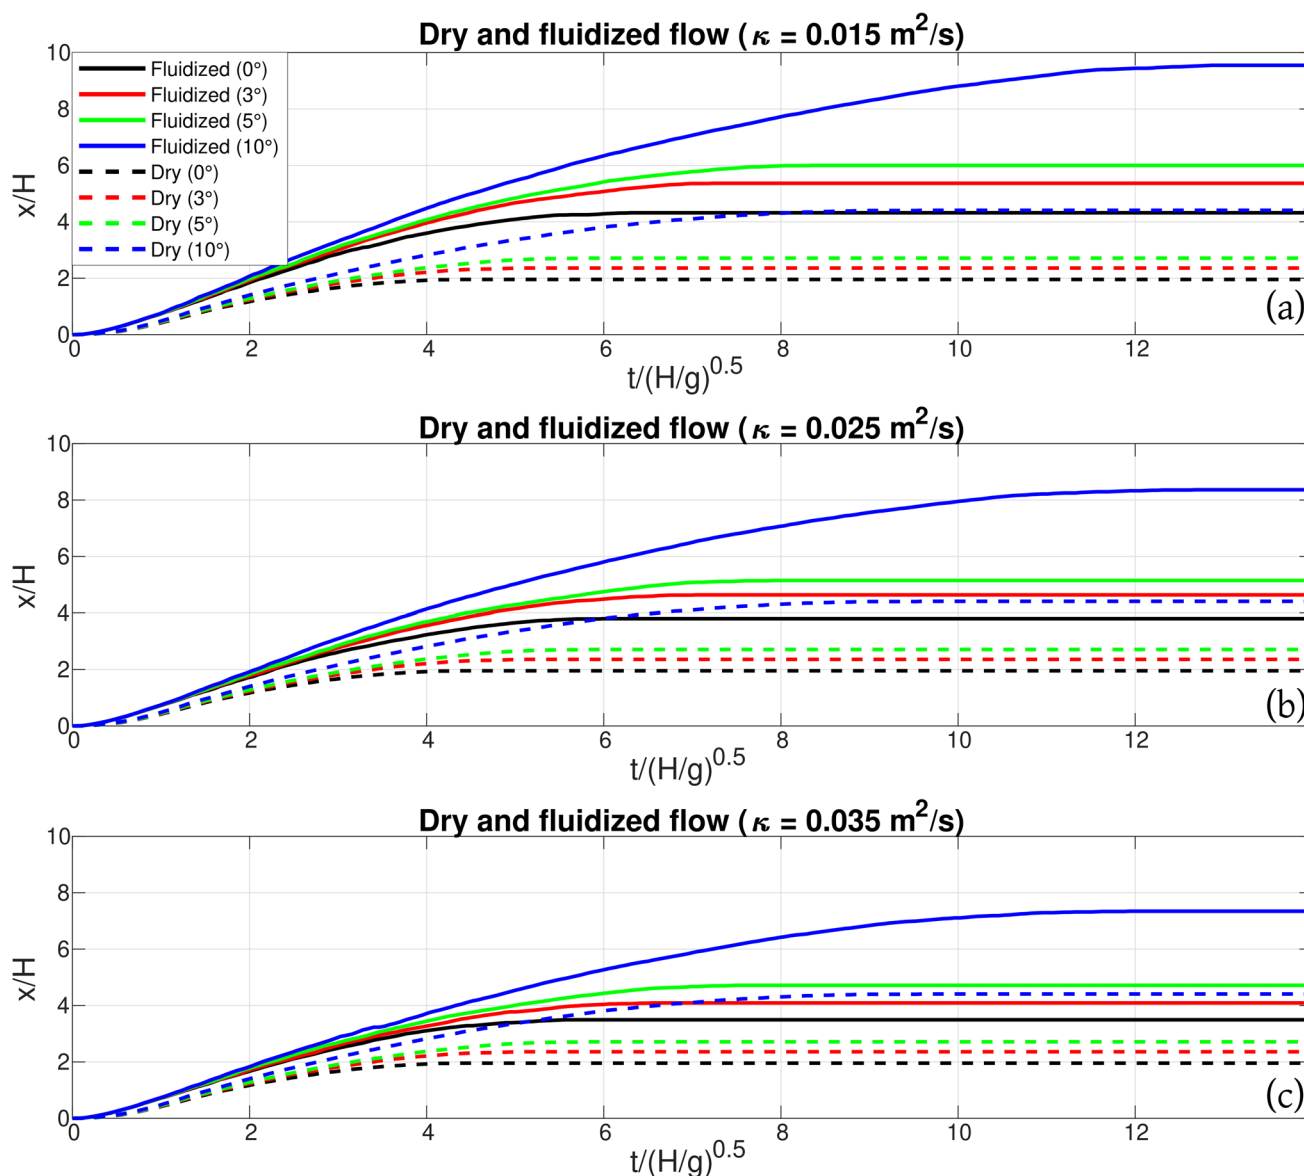 Dry and fluidized flow (κ = 0.015 m²/s)
10
8
6
4
2
0
x/H
Fluidized (0°)
Fluidized (3°)
Fluidized (5°)
Fluidized (10°)
Dry (0°)
Dry (3°)
Dry (5°)
Dry (10°)
(a)
0 2 4 6 8 10 12
t/(H/g)^0.5
Dry and fluidized flow (κ = 0.025 m²/s)
10
8
6
4
2
0
x/H
(b)
0 2 4 6 8 10 12
t/(H/g)^0.5
Dry and fluidized flow (κ = 0.035 m²/s)
10
8
6
4
2
0
x/H
(c)
0 2 4 6 8 10 12
t/(H/g)^0.5